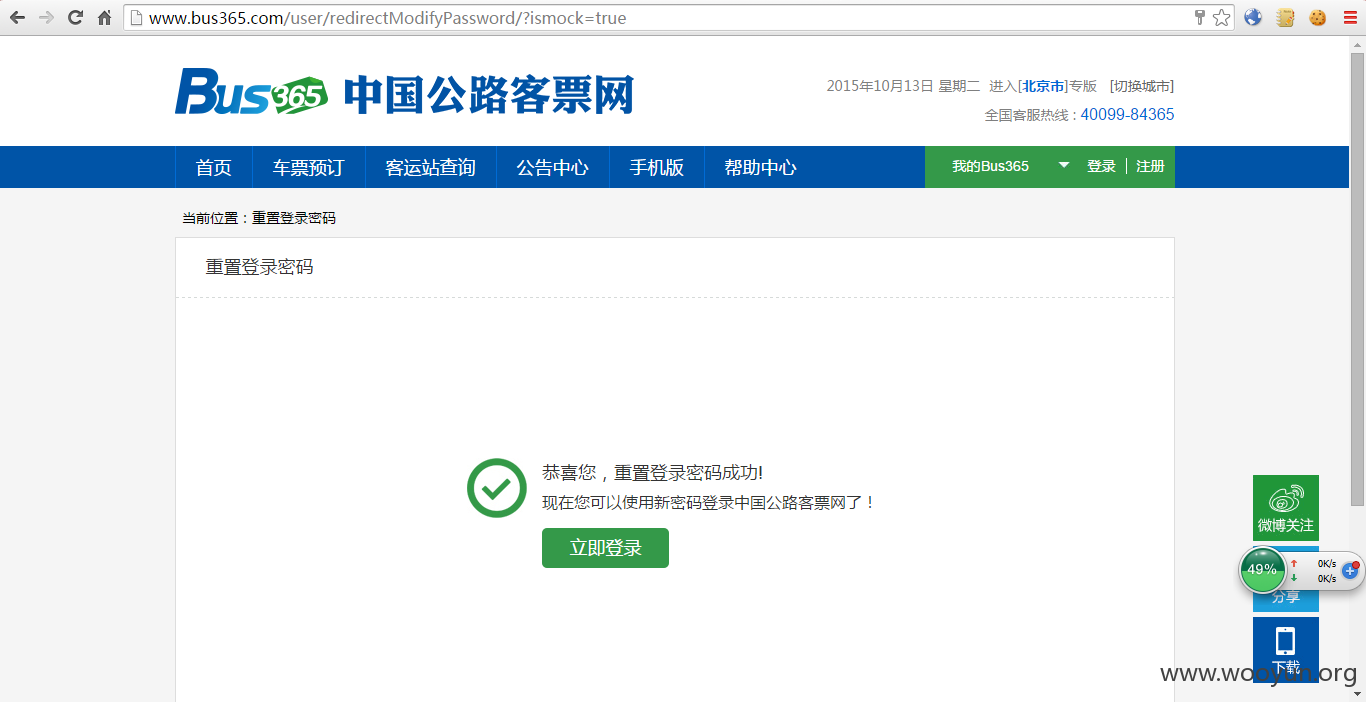 www.bus365.com/user/redirectModifyPassword/?ismock=true
Bus365 中国公路客票网
2015年10月13日 星期二 进入[北京市]专版 [切换城市]
全国客服热线 : 40099-84365
首页 车票预订 客运站查询 公告中心 手机版 帮助中心 我的Bus365 登录 | 注册
当前位置：重置登录密码
重置登录密码
恭喜您，重置登录密码成功!
现在您可以使用新密码登录中国公路客票网了！
立即登录
微博关注
49%
0K/s
0K/s
分享
下载
www.wooyun.org